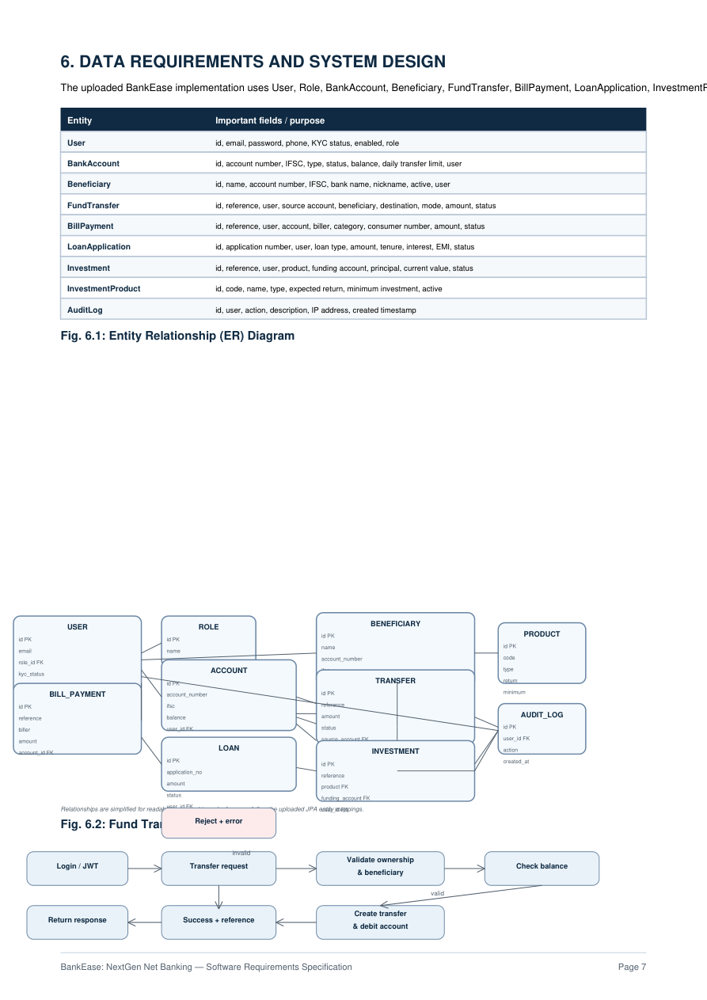 6. DATA REQUIREMENTS AND SYSTEM DESIGN
The uploaded BankEase implementation uses User, Role, BankAccount, Beneficiary, FundTransfer, BillPayment, LoanApplication,
Entity Important fields / purpose
User id, email, password, phone, KYC status, enabled, role
BankAccount id, account number, IFSC, type, status, balance, daily transfer limit, user
Beneficiary id, name, account number, IFSC, bank name, nickname, active, user
FundTransfer id, reference, user, source account, beneficiary, destination, mode, amount, status
BillPayment id, reference, user, account, biller, category, consumer number, amount, status
LoanApplication id, application number, user, loan type, amount, tenure, interest, EMI, status
Investment id, reference, user, product, funding account, principal, current value, status
InvestmentProduct id, code, name, type, expected return, minimum investment, active
AuditLog id, user, action, description, IP address, created timestamp
Fig. 6.1: Entity Relationship (ER) Diagram
USER
id PK
email
role_id FK
kyc_status
BILL_PAYMENT
id PK
reference
biller
amount
account_id FK
ROLE
id PK
name
ACCOUNT
id PK
account_number
ifsc
balance
user_id FK
LOAN
id PK
application_no
amount
status
user_id FK
BENEFICIARY
id PK
name
account_number
TRANSFER
id PK
reference
amount
status
source_account FK
INVESTMENT
id PK
reference
product FK
funding_account FK
PRODUCT
id PK
code
type
return
minimum
AUDIT_LOG
id PK
user_id FK
action
created_at
Relationships are simplified for the uploaded JPA entity mappings.
Fig. 6.2: Fund
Reject + error
invalid
Login / JWT
Transfer request
Validate ownership
& beneficiary
Check balance
valid
Return response
Success + reference
Create transfer
& debit account
BankEase: NextGen Net Banking — Software Requirements Specification Page 7